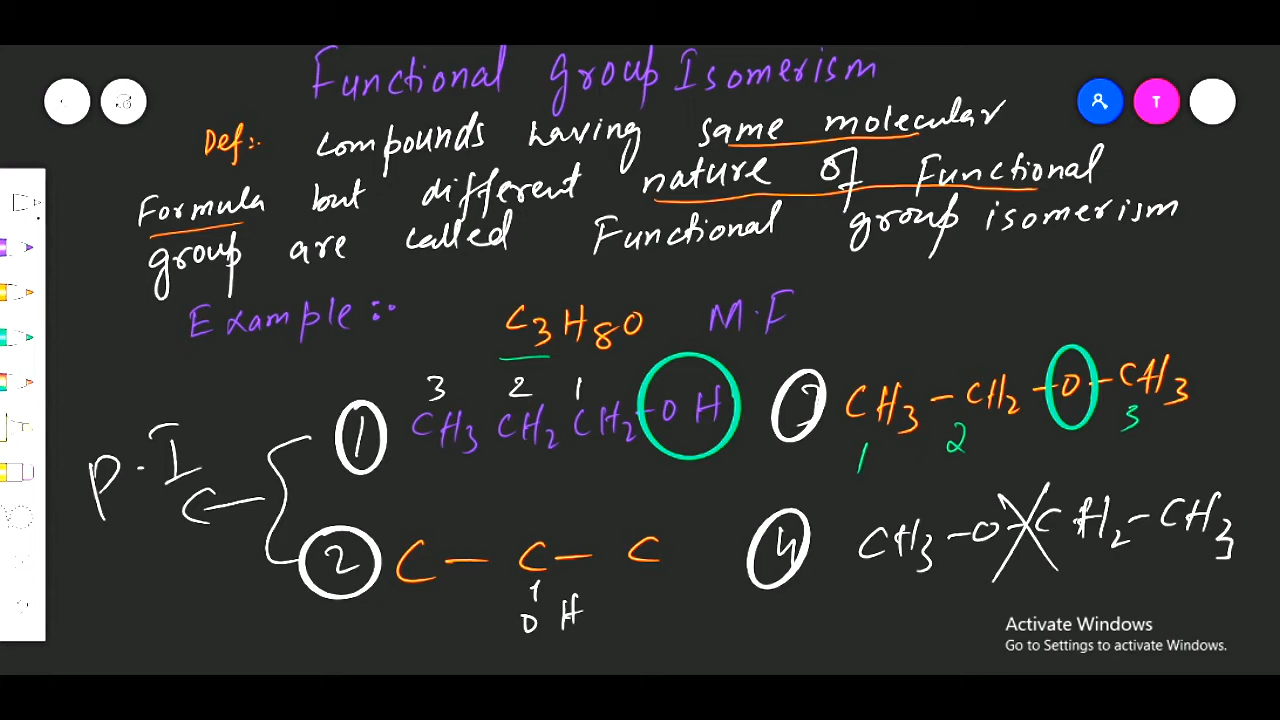 Functional group Isomerism
Def:- compounds having same molecular
Formula but different nature of Functional
group are called Functional group isomerism
Example :-
C3H8O M.F
3 2 1
1 CH3 CH2 CH2-OH
CH3-CH2-O-CH3
1 2 3
P.I
2 C-C-C
OH
4 CH3-O-CH2-CH3
T
Activate Windows
Go to Settings to activate Windows.